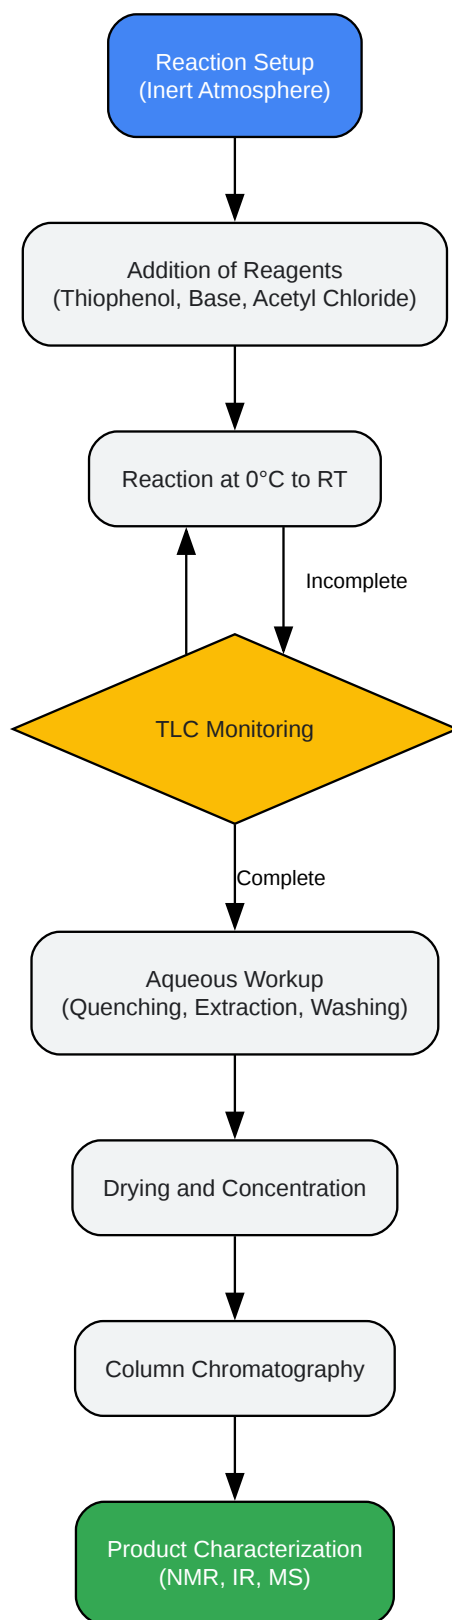 Reaction Setup
(Inert Atmosphere)
Addition of Reagents
(Thiophenol, Base, Acetyl Chloride)
Reaction at 0°C to RT
Incomplete
TLC Monitoring
Complete
Aqueous Workup
(Quenching, Extraction, Washing)
Drying and Concentration
Column Chromatography
Product Characterization
(NMR, IR, MS)